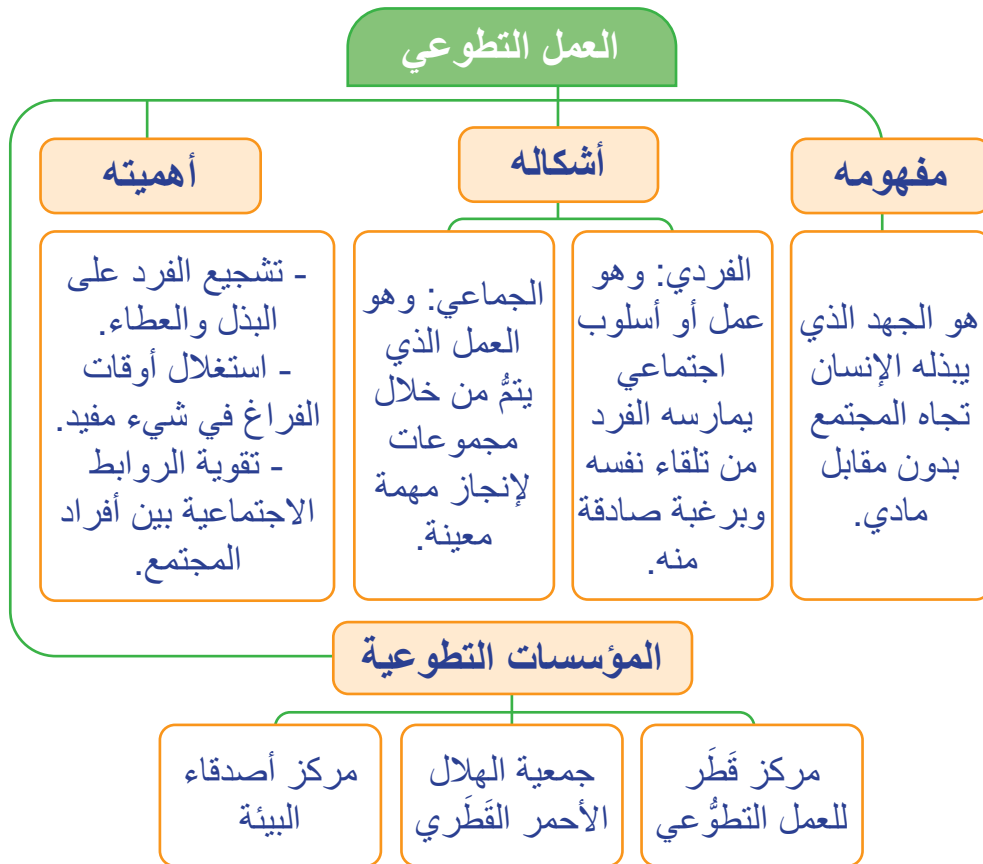 العمل التطوعي
مفهومه
هو الجهد الذي
يبذله الإنسان
تجاه المجتمع
بدون مقابل
مادي.
أشكاله
الفردي: وهو
عمل أو أسلوب
اجتماعي
يمارسه الفرد
من تلقاء نفسه
وبرغبة صادقة
منه.
الجماعي: وهو
العمل الذي
يتمُّ من خلال
مجموعات
لإنجاز مهمة
معينة.
أهميته
- تشجيع الفرد على
البذل والعطاء.
- استغلال أوقات
الفراغ في شيء مفيد.
- تقوية الروابط
الاجتماعية بين أفراد
المجتمع.
المؤسسات التطوعية
مركز قَطَر
للعمل التطوُّعي
جمعية الهلال
الأحمر القَطَري
مركز أصدقاء
البيئة